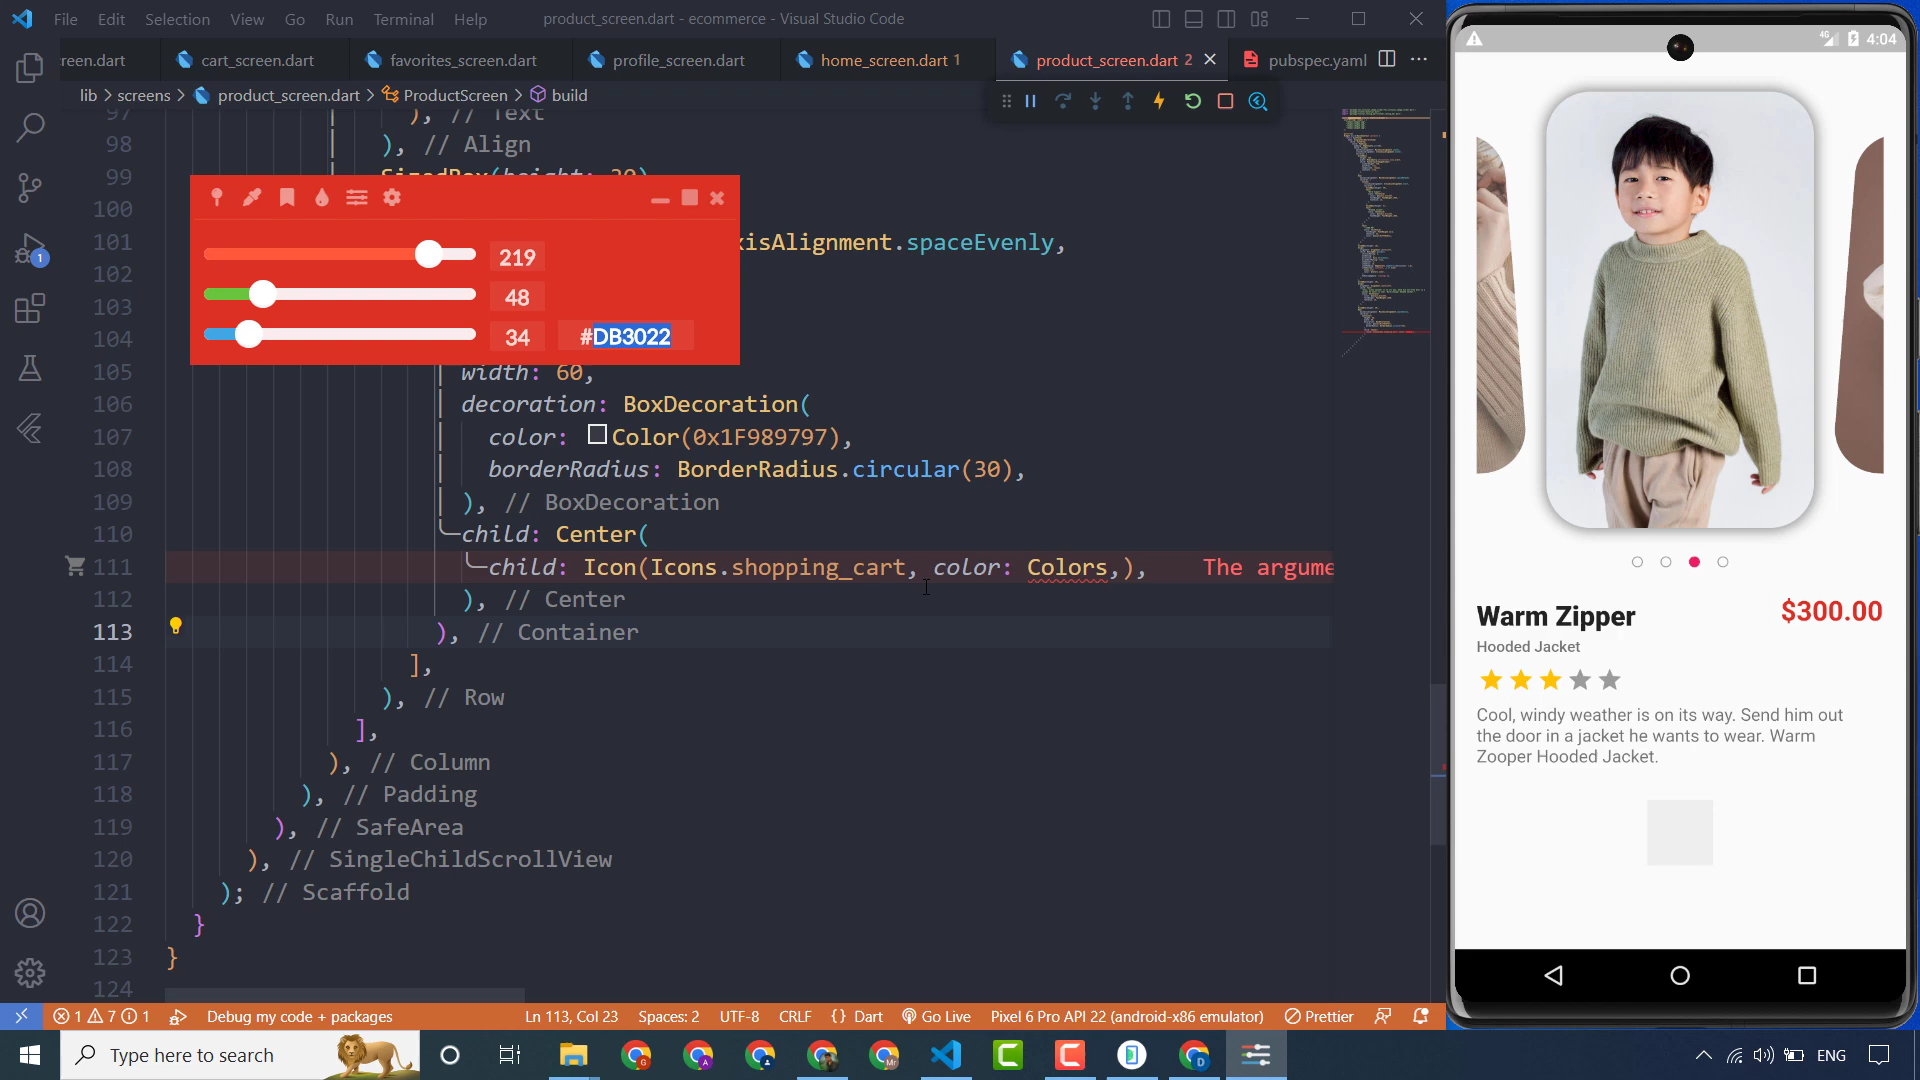 File Edit Selection View Go Run Terminal Help product_screen.dart - ecommerce - Visual Studio Code
reen.dart cart_screen.dart favorites_screen.dart profile_screen.dart home_screen.dart 1 product_screen.dart 2 pubspec.yaml
lib > screens > product_screen.dart > ProductScreen > build
97 ), // Text
98 ), // Align
99 SizedBox(height: 20)
100
101 xisAlignment.spaceEvenly,
102
103
104
105 width: 60,
106 decoration: BoxDecoration(
107 color: Color(0x1F989797),
108 borderRadius: BorderRadius.circular(30),
109 ), // BoxDecoration
110 child: Center(
111 child: Icon(Icons.shopping_cart, color: Colors,), The argume
112 ), // Center
113 ), // Container
114 ],
115 ), // Row
116 ],
117 ), // Column
118 ), // Padding
119 ), // SafeArea
120 ), // SingleChildScrollView
121 ); // Scaffold
122 }
123 }
124
219
48
34 #DB3022
1
4G 4:04
Warm Zipper $300.00
Hooded Jacket
Cool, windy weather is on its way. Send him out
the door in a jacket he wants to wear. Warm
Zooper Hooded Jacket.
1 7 1 Debug my code + packages Ln 113, Col 23 Spaces: 2 UTF-8 CRLF {} Dart Go Live Pixel 6 Pro API 22 (android-x86 emulator) Prettier
Type here to search ENG